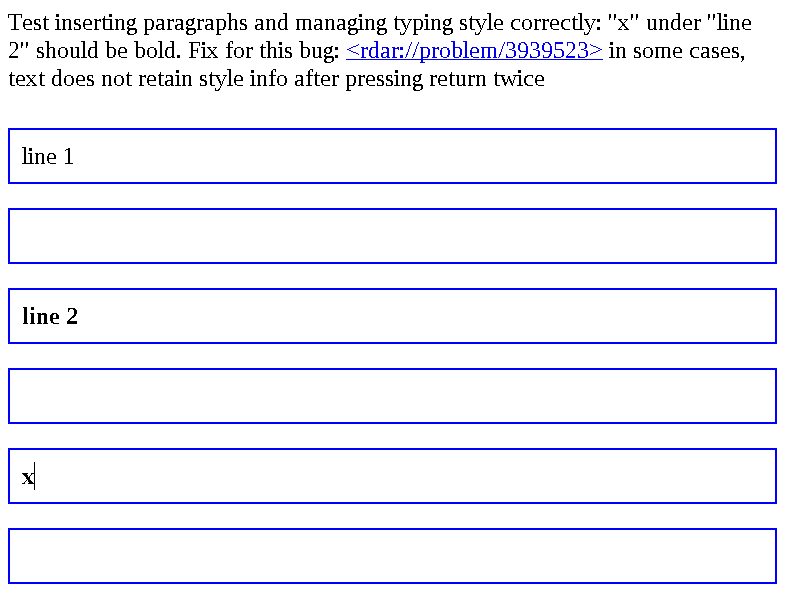 Test inserting paragraphs and managing typing style correctly: "x" under "line
2" should be bold. Fix for this bug: <rdar://problem/3939523> in some cases,
text does not retain style info after pressing return twice
line 1
line 2
x